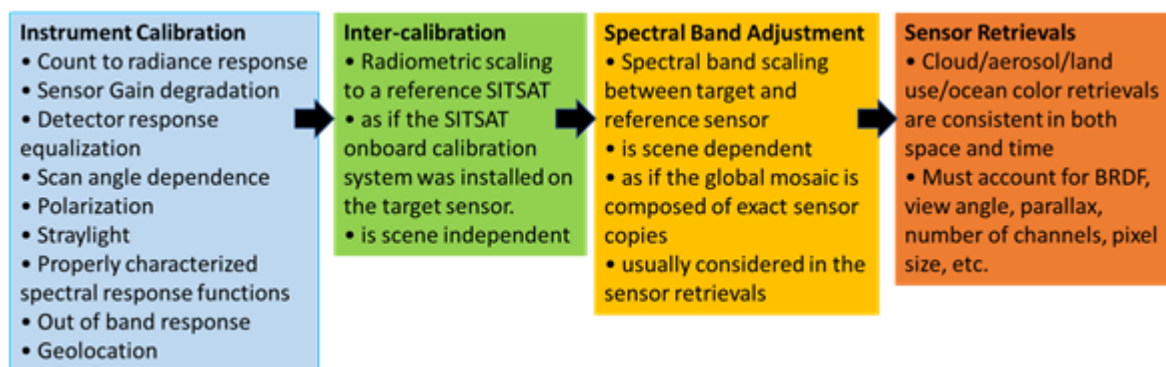 Instrument Calibration
• Count to radiance response
• Sensor Gain degradation
• Detector response
equalization
• Scan angle dependence
• Polarization
• Straylight
• Properly characterized
spectral response functions
• Out of band response
• Geolocation
Inter-calibration
• Radiometric scaling
to a reference SITSAT
• as if the SITSAT
onboard calibration
system was installed on
the target sensor.
• is scene independent
Spectral Band Adjustment
• Spectral band scaling
between target and
reference sensor
• is scene dependent
• as if the global mosaic is
composed of exact sensor
copies
• usually considered in the
sensor retrievals
Sensor Retrievals
• Cloud/aerosol/land
use/ocean color retrievals
are consistent in both
space and time
• Must account for BRDF,
view angle, parallax,
number of channels, pixel
size, etc.